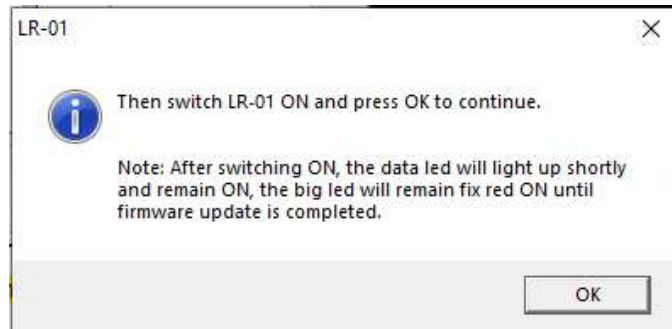 LR-01
Then switch LR-01 ON and press OK to continue.
Note: After switching ON, the data led will light up shortly
and remain ON, the big led will remain fix red ON until
firmware update is completed.
OK